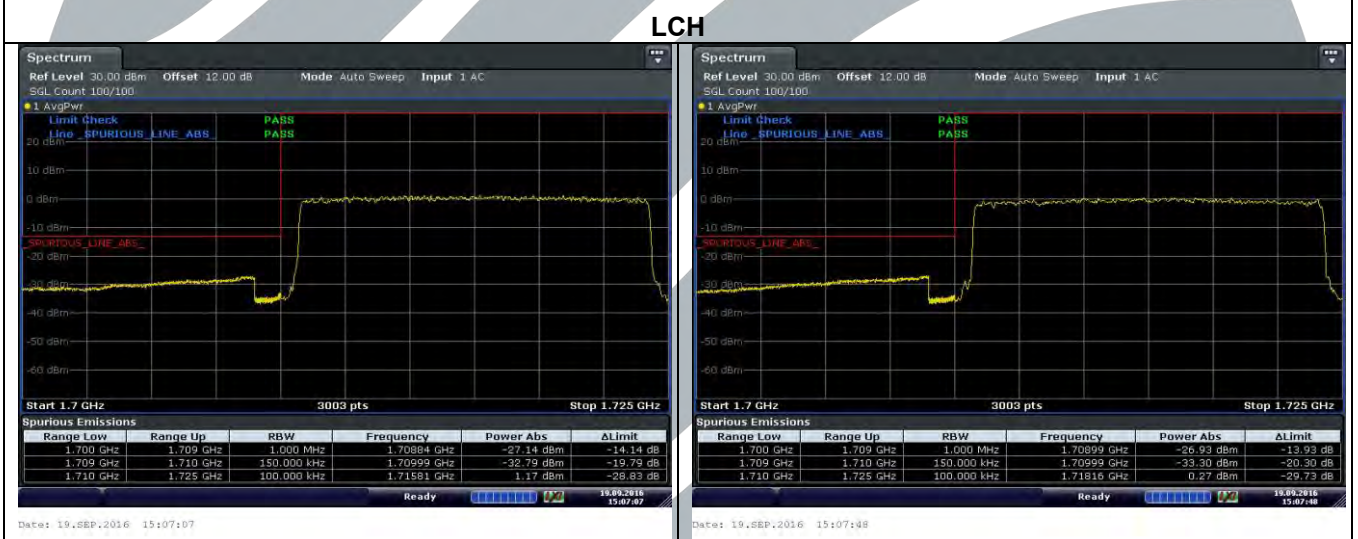 LCH
Spectrum
Ref Level 30.00 dBm Offset 12.00 dB Mode Auto Sweep Input 1 AC
SGL Count 100/100
1 AvgPwr
Limit Check PASS
Line _SPURIOUS_LINE_ABS_ PASS
20 dBm
10 dBm
0 dBm
-10 dBm
_SPURIOUS_LINE_ABS_
-20 dBm
-30 dBm
-40 dBm
-50 dBm
-60 dBm
Start 1.7 GHz 3003 pts Stop 1.725 GHz
Spurious Emissions
Range Low Range Up RBW Frequency Power Abs ΔLimit
1.700 GHz 1.709 GHz 1.000 MHz 1.70884 GHz -27.14 dBm -14.14 dB
1.709 GHz 1.710 GHz 150.000 kHz 1.70999 GHz -32.79 dBm -19.79 dB
1.710 GHz 1.725 GHz 100.000 kHz 1.71581 GHz 1.17 dBm -28.83 dB
Ready 19.09.2016
15:07:07
Date: 19.SEP.2016 15:07:07
Spectrum
Ref Level 30.00 dBm Offset 12.00 dB Mode Auto Sweep Input 1 AC
SGL Count 100/100
1 AvgPwr
Limit Check PASS
Line _SPURIOUS_LINE_ABS_ PASS
20 dBm
10 dBm
0 dBm
-10 dBm
_SPURIOUS_LINE_ABS_
-20 dBm
-30 dBm
-40 dBm
-50 dBm
-60 dBm
Start 1.7 GHz 3003 pts Stop 1.725 GHz
Spurious Emissions
Range Low Range Up RBW Frequency Power Abs ΔLimit
1.700 GHz 1.709 GHz 1.000 MHz 1.70899 GHz -26.93 dBm -13.93 dB
1.709 GHz 1.710 GHz 150.000 kHz 1.70999 GHz -33.30 dBm -20.30 dB
1.710 GHz 1.725 GHz 100.000 kHz 1.71816 GHz 0.27 dBm -29.73 dB
Ready 19.09.2016
15:07:48
Date: 19.SEP.2016 15:07:48